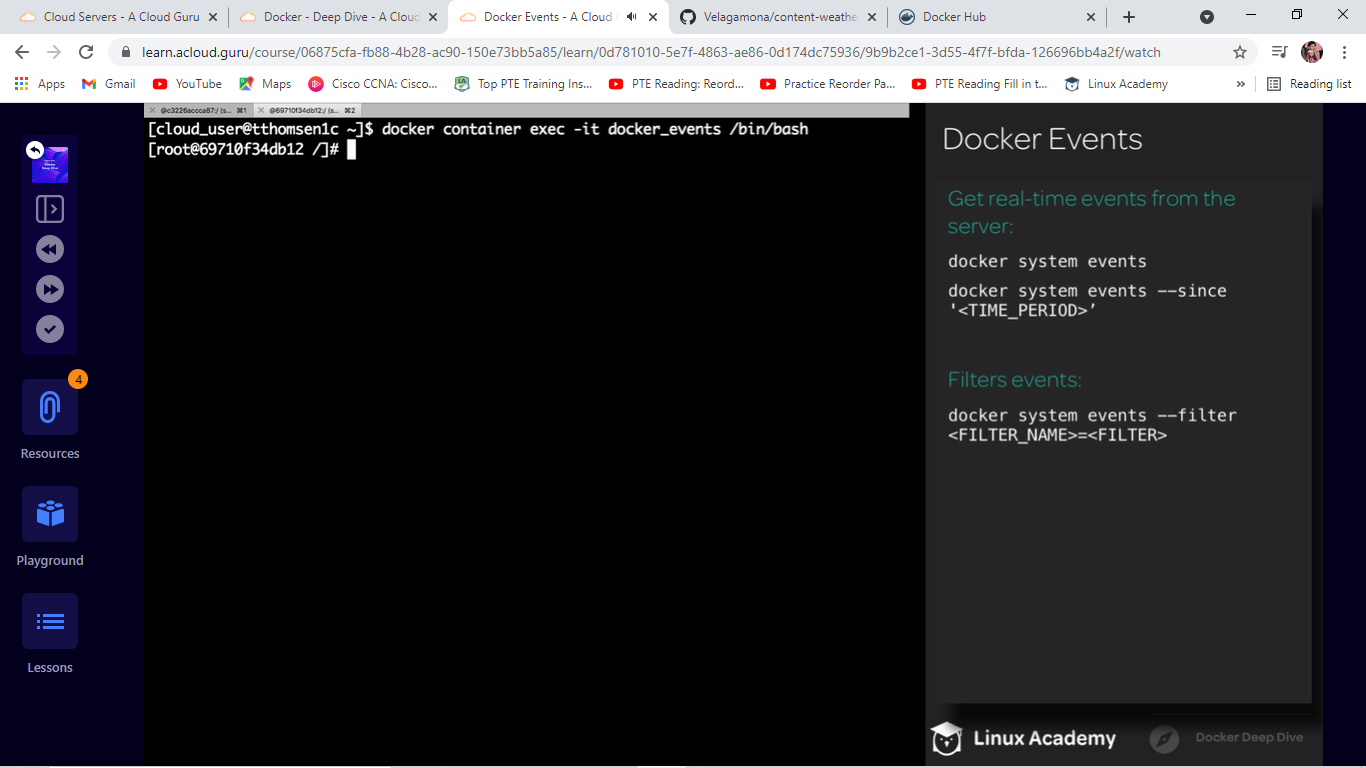 Cloud Servers - A Cloud Guru
Docker - Deep Dive - A Cloud
Docker Events - A Cloud
Velagamona/content-weathe
Docker Hub
learn.acloud.guru/course/06875cfa-fb88-4b28-ac90-150e73bb5a85/learn/0d781010-5e7f-4863-ae86-0d174dc75936/9b9b2ce1-3d55-4f7f-bfda-126696bb4a2f/watch
Apps
Gmail
YouTube
Maps
Cisco CCNA: Cisco...
Top PTE Training Ins...
PTE Reading: Reord...
Practice Reorder Pa...
PTE Reading Fill in t...
Linux Academy
»
Reading list
@c3226accca87:/ (s... ⌘1
@69710f34db12:/ (s... ⌘2
[cloud_user@tthomsen1c ~]$ docker container exec -it docker_events /bin/bash
[root@69710f34db12 /]#
Docker Events
Get real-time events from the
server:
docker system events
docker system events --since
'<TIME_PERIOD>’
Filters events:
docker system events --filter
<FILTER_NAME>=<FILTER>
Docker
Deep Dive
4
Resources
Playground
Lessons
Linux Academy
Docker Deep Dive